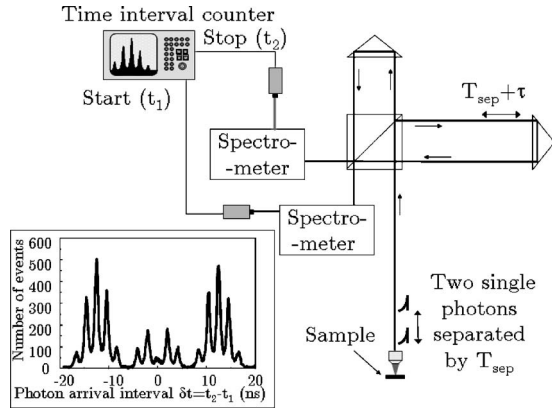 Time interval counter
Stop (t2)
Start (t1)
Tsep+τ
Spectro-
-meter
Spectro-
-meter
Two single
photons
separated
by Tsep
Sample
Number of events
600
500
400
300
200
100
0
-20 -10 0 10 20
Photon arrival interval δt=t2-t1 (ns)